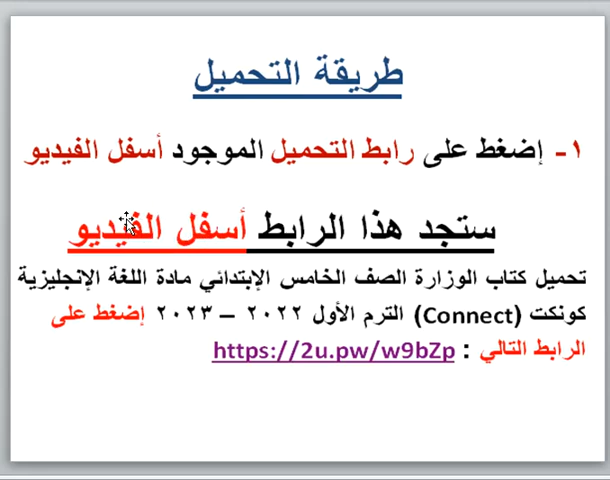 طريقة التحميل
١- إضغط على رابط التحميل الموجود أسفل الفيديو
ستجد هذا الرابط أسفل الفيديو
تحميل كتاب الوزارة الصف الخامس الإبتدائي مادة اللغة الإنجليزية
كونكت (Connect) الترم الأول ٢٠٢٢ – ٢٠٢٣ إضغط على
الرابط التالي : https://2u.pw/w9bZp